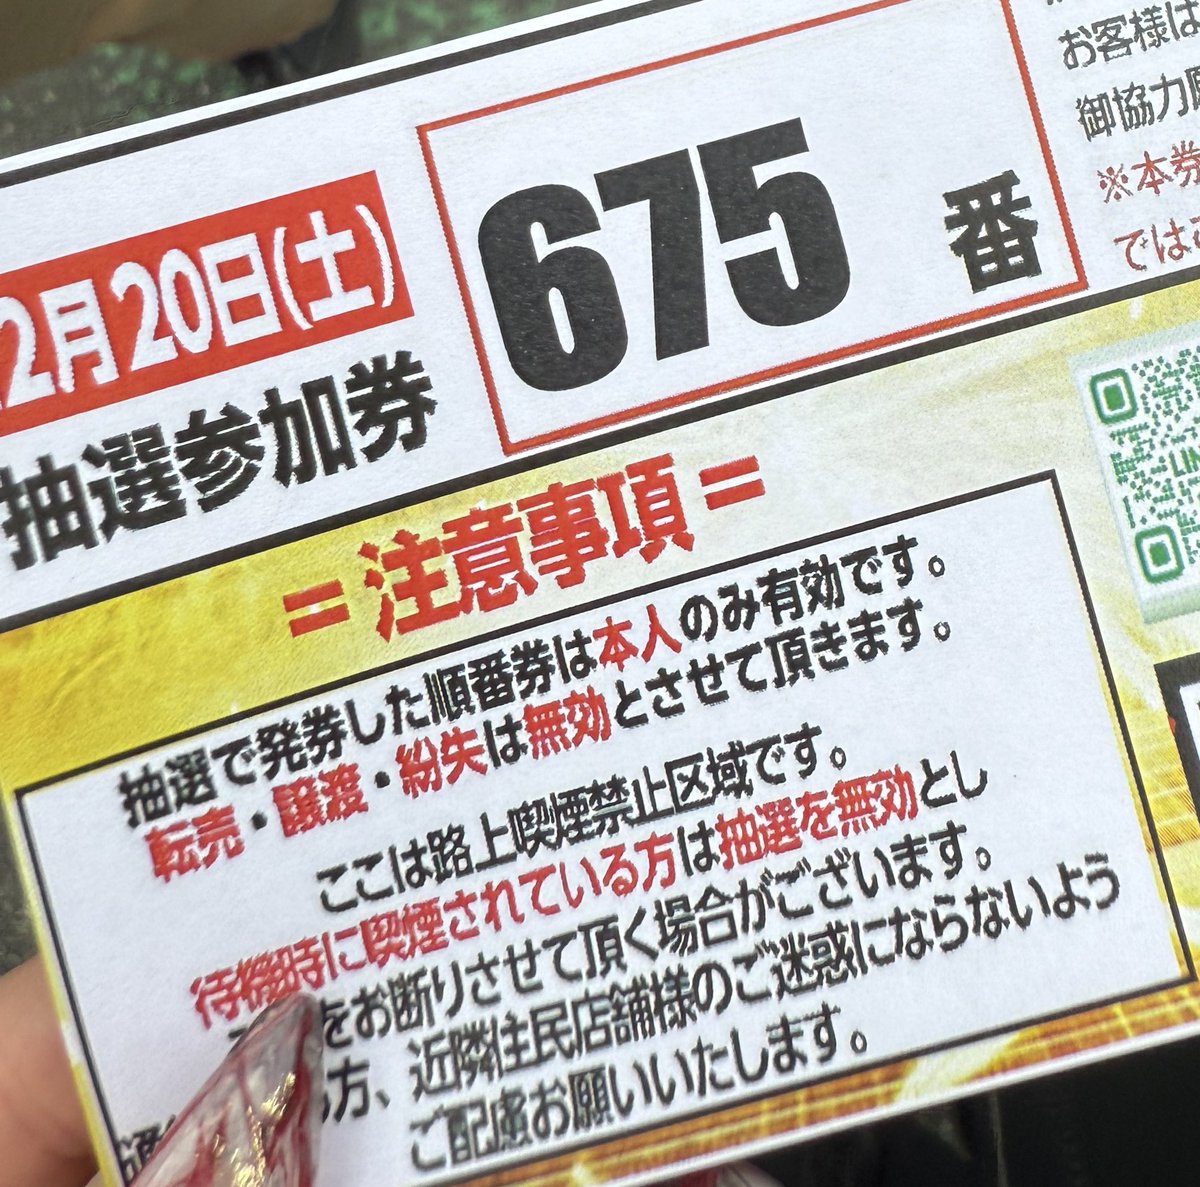 2月20日(土)
抽選参加券
675番
お客様は
御協力
※本券
では
=注意事項=
LIN
抽選で発券した順番券は本人のみ有効です。
転売・譲渡・紛失は無効とさせて頂きます。
ここは路上喫煙禁止区域です。
待機時に喫煙されている方は抽選を無効とし
をお断りさせて頂く場合がございます。
方、近隣住民店舗様のご迷惑にならないよう
ご配慮お願いいたします。